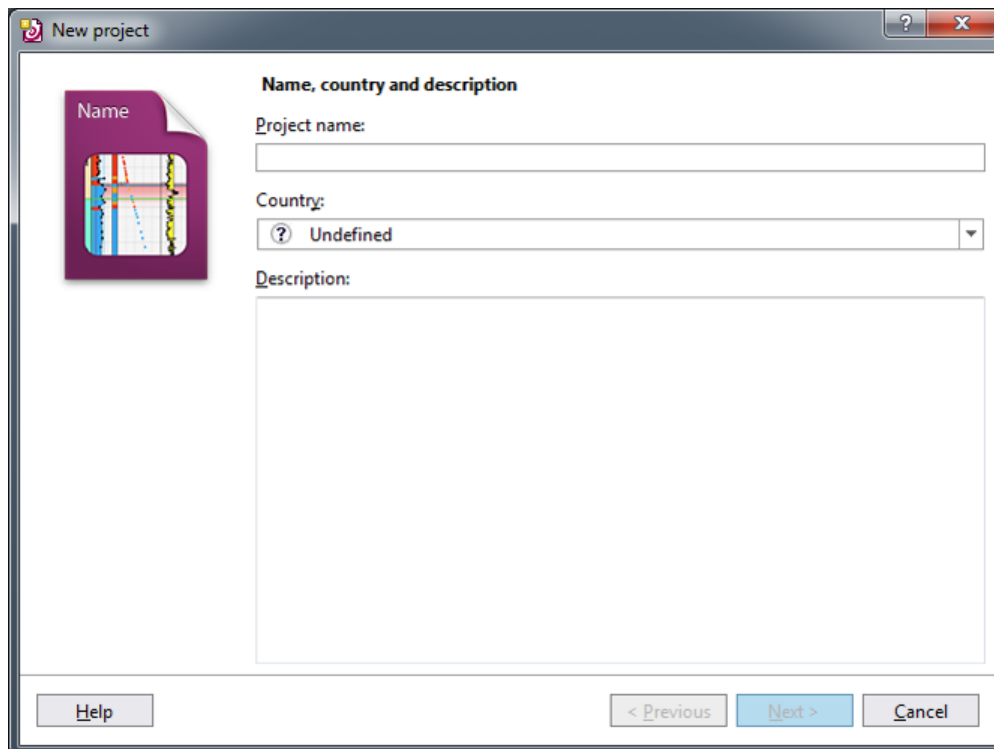 New project
Name
Name, country and description
Project name:
Country:
? Undefined
Description:
Help
< Previous
Next >
Cancel